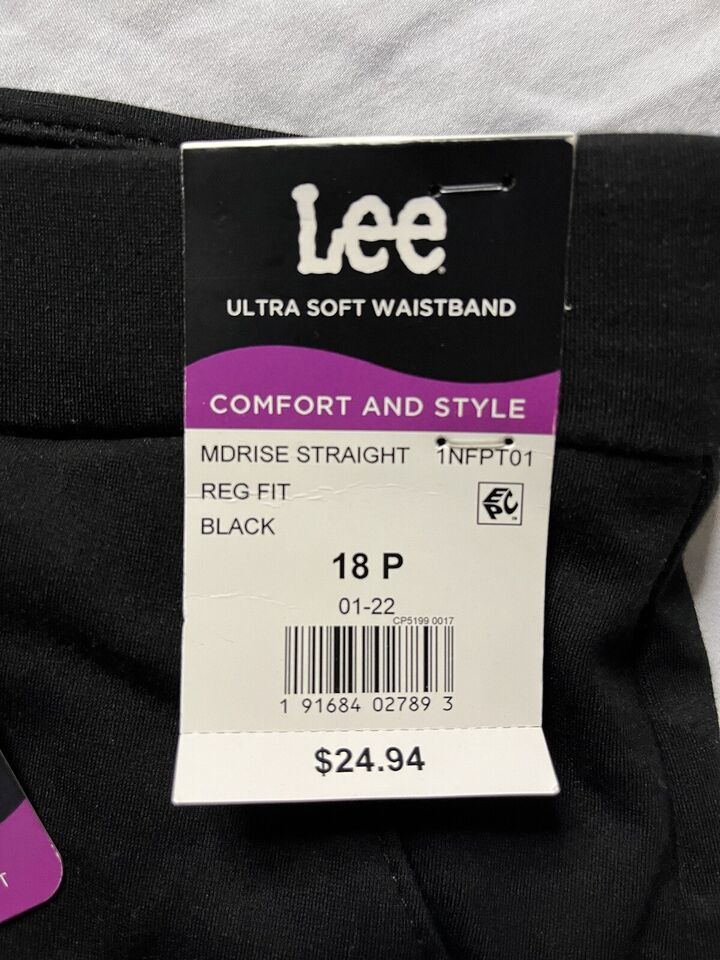 Lee
ULTRA SOFT WAISTBAND
COMFORT AND STYLE
MDRISE STRAIGHT 1NFPT01
REG FIT
EPC
BLACK
18 P
01-22
CP5199 0017
1 91684 02789 3
$24.94
T